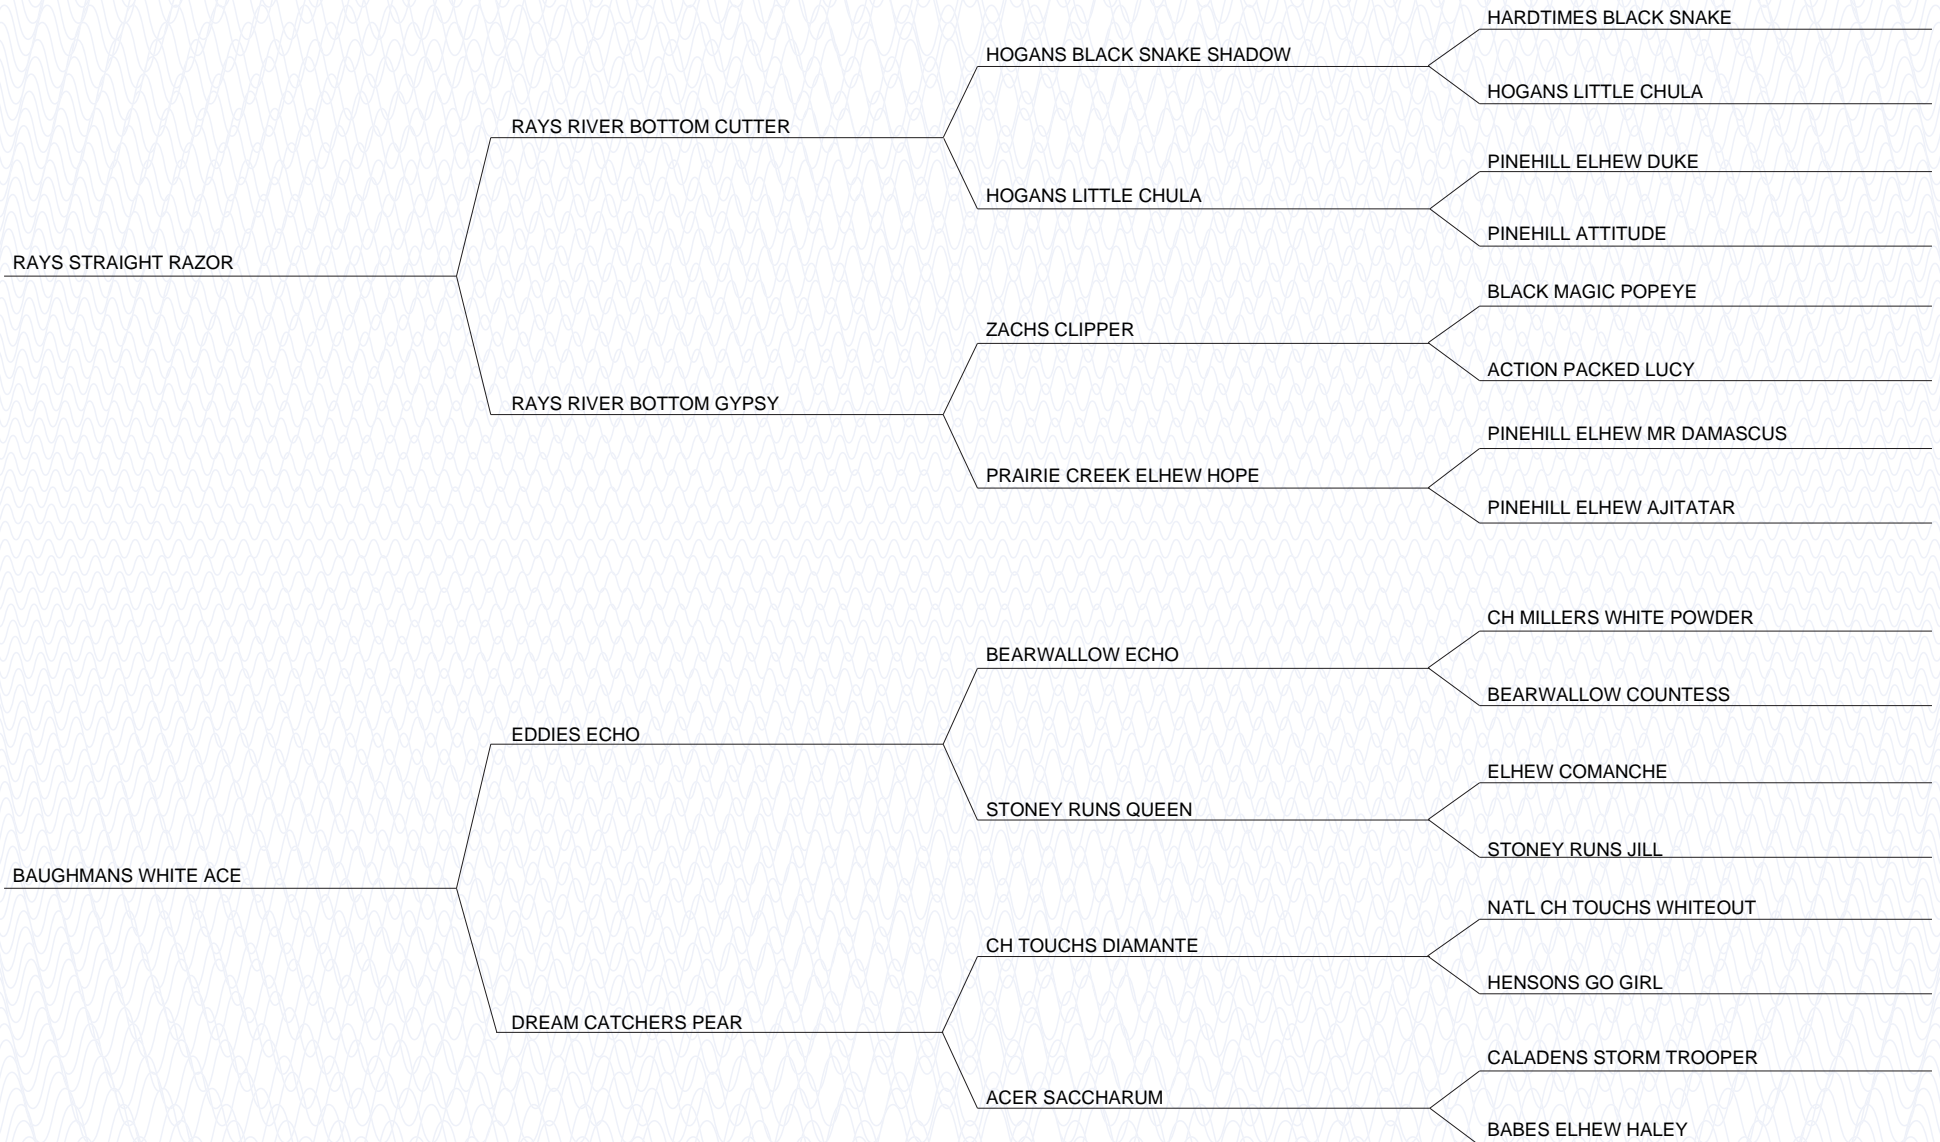 HARDTIMES BLACK SNAKE
HOGANS BLACK SNAKE SHADOW
HOGANS LITTLE CHULA
RAYS RIVER BOTTOM CUTTER
PINEHILL ELHEW DUKE
HOGANS LITTLE CHULA
PINEHILL ATTITUDE
RAYS STRAIGHT RAZOR
BLACK MAGIC POPEYE
ZACHS CLIPPER
ACTION PACKED LUCY
RAYS RIVER BOTTOM GYPSY
PINEHILL ELHEW MR DAMASCUS
PRAIRIE CREEK ELHEW HOPE
PINEHILL ELHEW AJITATAR
CH MILLERS WHITE POWDER
BEARWALLOW ECHO
BEARWALLOW COUNTESS
EDDIES ECHO
ELHEW COMANCHE
STONEY RUNS QUEEN
STONEY RUNS JILL
BAUGHMANS WHITE ACE
NATL CH TOUCHS WHITEOUT
CH TOUCHS DIAMANTE
HENSONS GO GIRL
DREAM CATCHERS PEAR
CALADENS STORM TROOPER
ACER SACCHARUM
BABES ELHEW HALEY